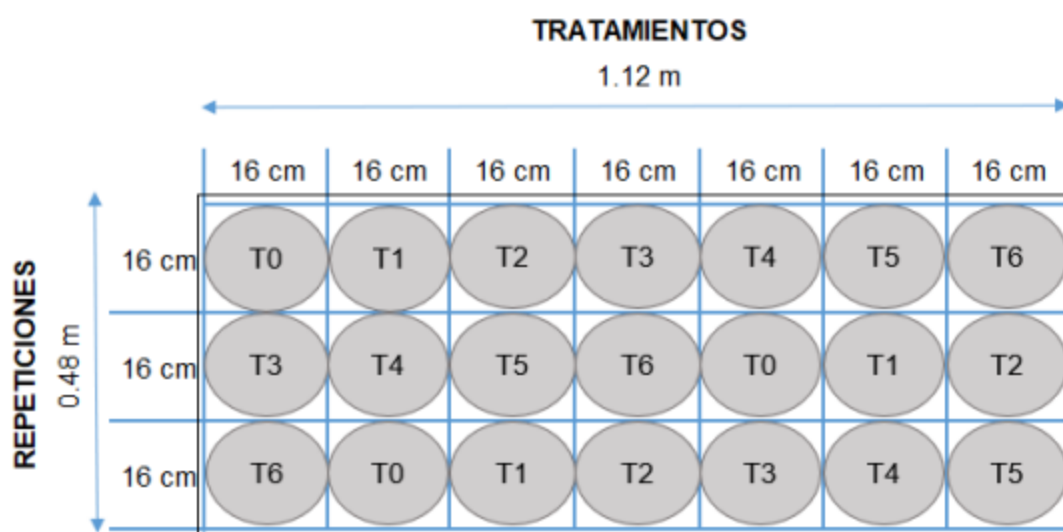 TRATAMIENTOS
1.12 m
16 cm 16 cm 16 cm 16 cm 16 cm 16 cm 16 cm
REPETICIONES
0.48 m
16 cm T0 T1 T2 T3 T4 T5 T6
16 cm T3 T4 T5 T6 T0 T1 T2
16 cm T6 T0 T1 T2 T3 T4 T5